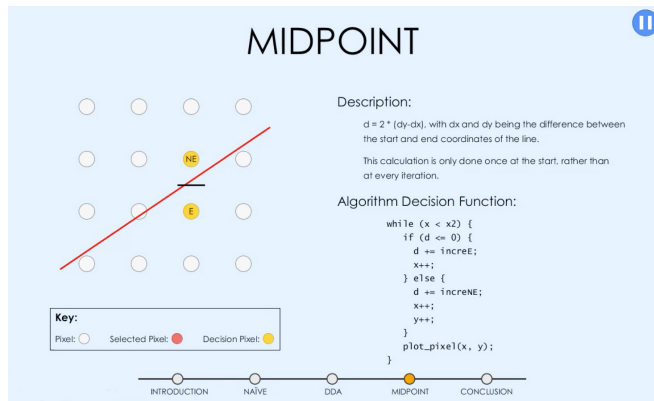 MIDPOINT
NE
E
Description:
d = 2 * (dy-dx), with dx and dy being the difference between
the start and end coordinates of the line.
This calculation is only done once at the start, rather than
at every iteration.
Algorithm Decision Function:
while (x < x2) {
if (d <= 0) {
d += increE;
x++;
} else {
d += increNE;
x++;
y++;
}
plot_pixel(x, y);
}
Key:
Pixel: Selected Pixel: Decision Pixel:
INTRODUCTION NAÏVE DDA MIDPOINT CONCLUSION